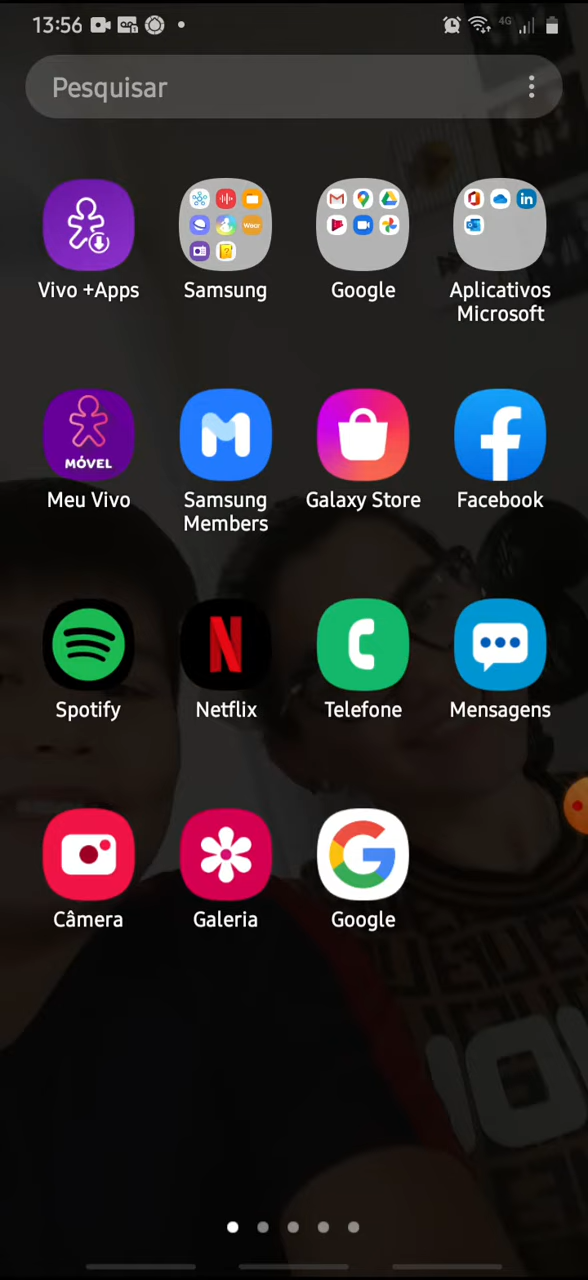 13:56
4G
Pesquisar
Vivo +Apps
Samsung
Google
Aplicativos
Microsoft
MÓVEL
Meu Vivo
Samsung
Members
Galaxy Store
Facebook
Spotify
Netflix
Telefone
Mensagens
Câmera
Galeria
Google